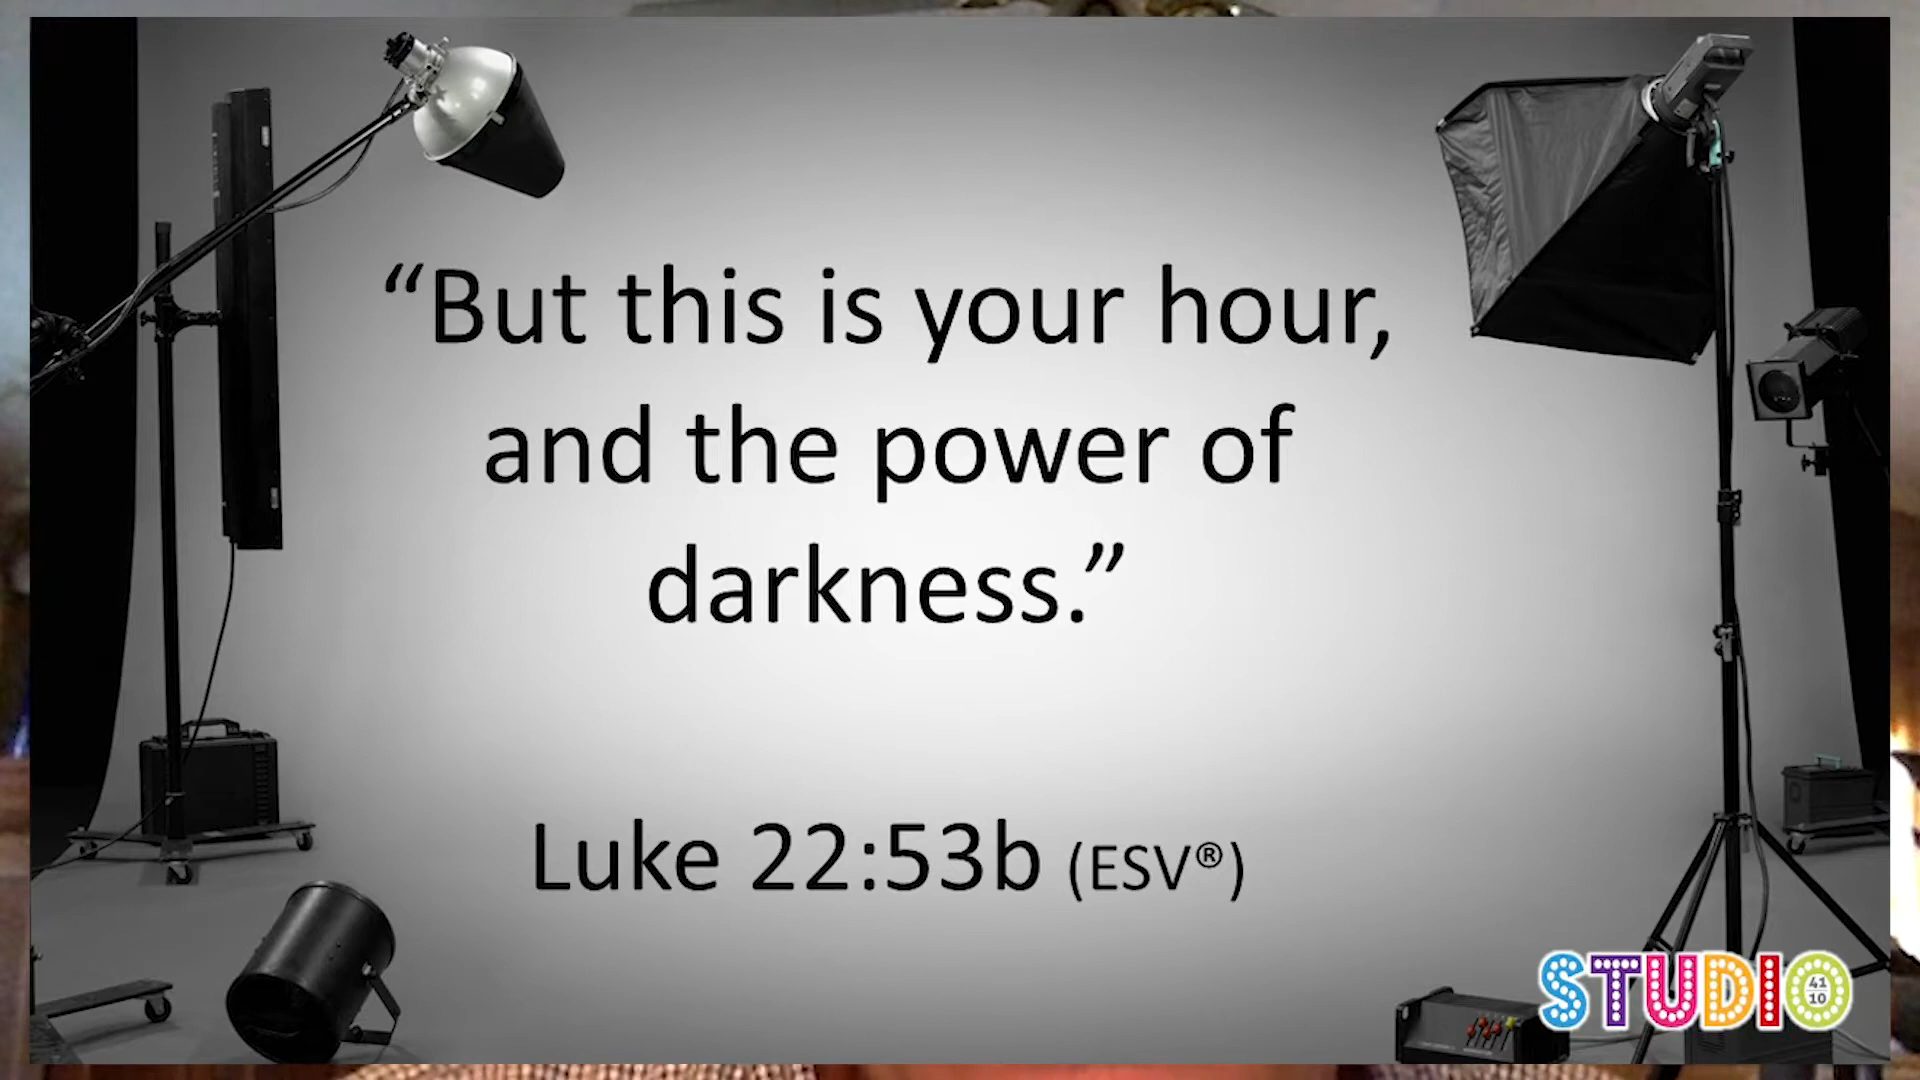 “But this is your hour,
and the power of
darkness.”
Luke 22:53b (ESV®)
STUDIO
41
10